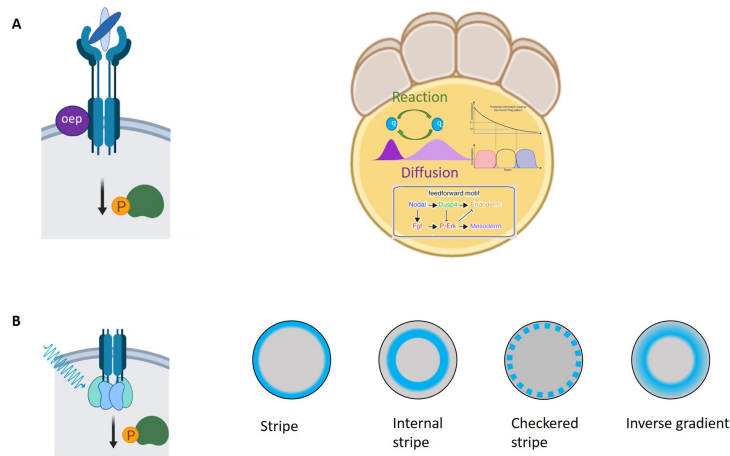 A
oep
P
Reaction
Diffusion
feedforward motif
Nodal Dusp4 Endoderm
Fgf P-Erk Mesoderm
B
P
Stripe
Internal
stripe
Checkered
stripe
Inverse gradient